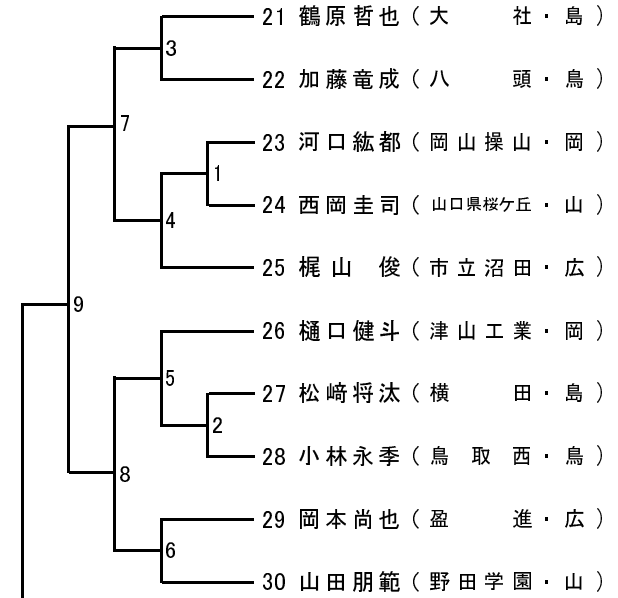 21 鶴原哲也(大社・島)
3
22 加藤竜成(八頭・鳥)
7
23 河口紘都(岡山操山・岡)
1
24 西岡圭司(山口県桜ケ丘・山)
4
25 梶山 俊(市立沼田・広)
9
26 樋口健斗(津山工業・岡)
5
27 松﨑将汰(横田・島)
2
28 小林永季(鳥取西・鳥)
8
29 岡本尚也(盈進・広)
6
30 山田朋範(野田学園・山)